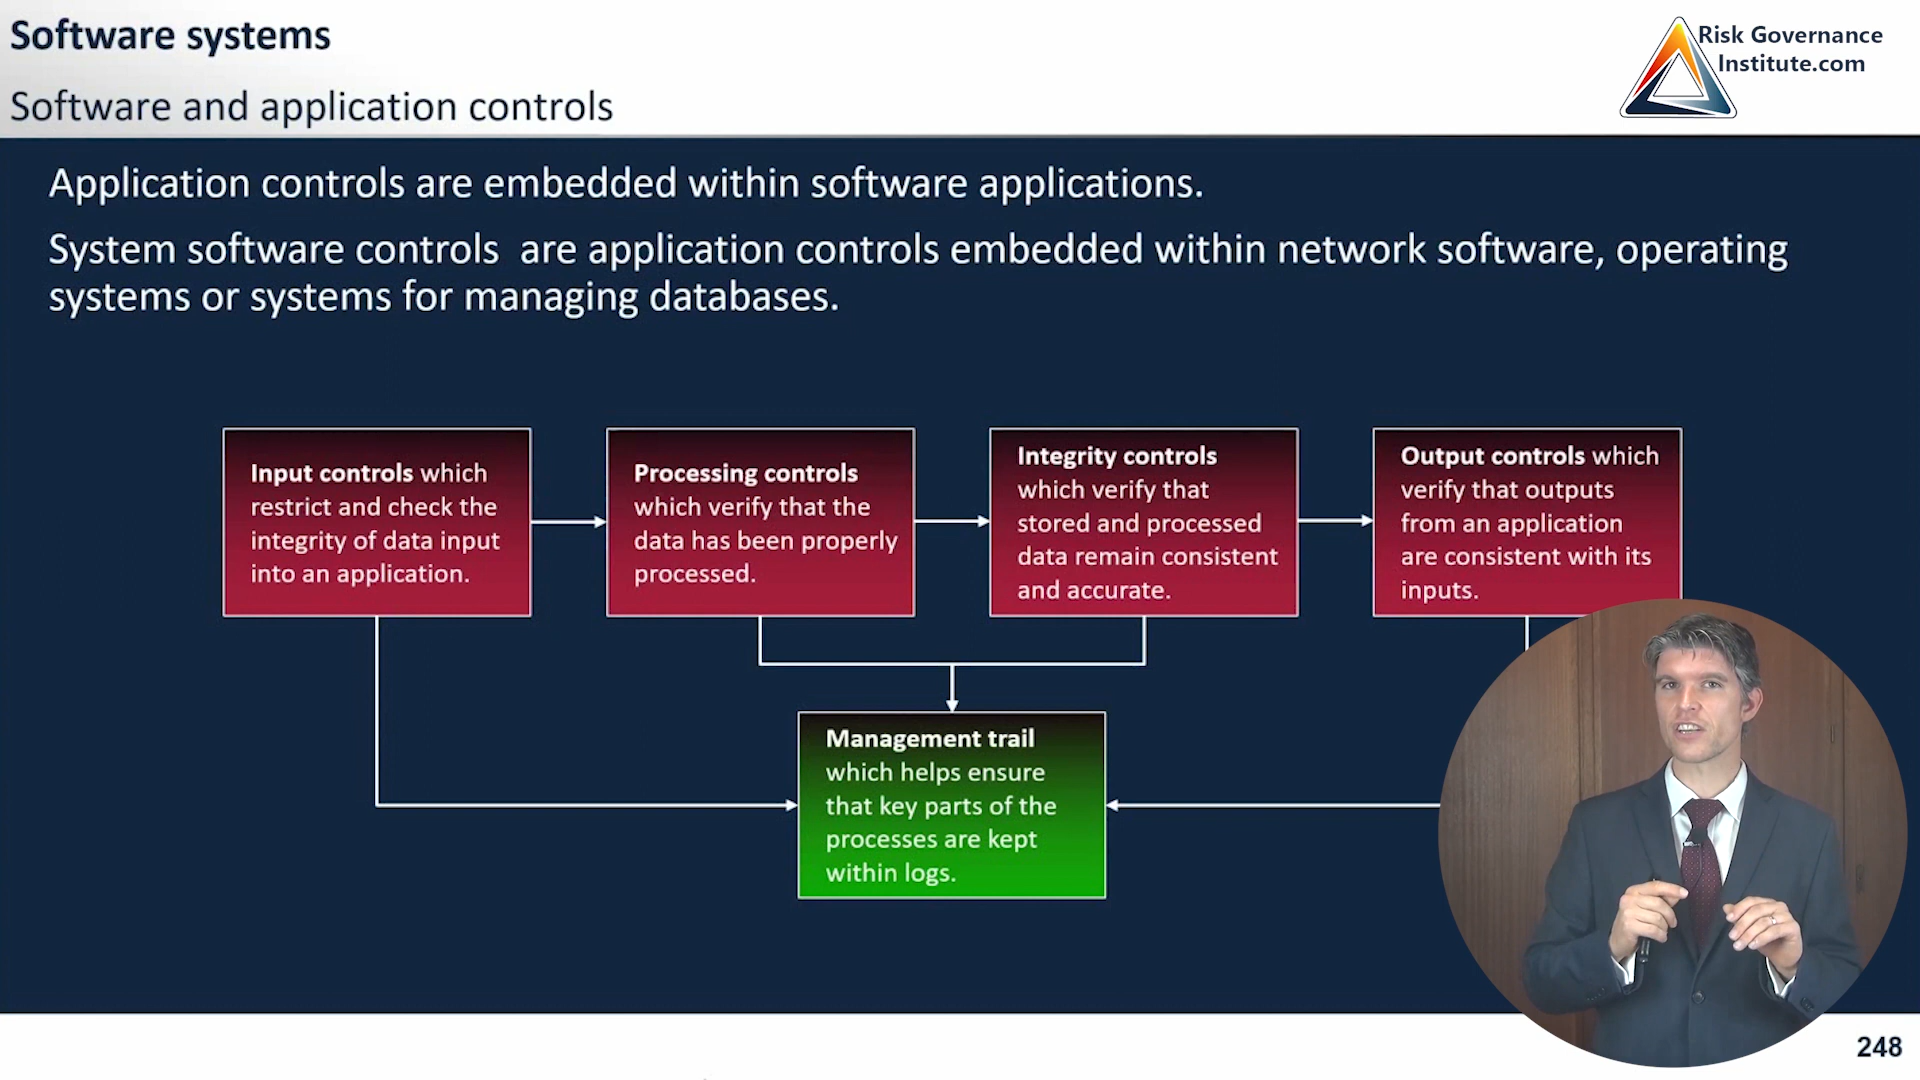 Software systems
Software and application controls
Risk Governance
Institute.com
Application controls are embedded within software applications.
System software controls are application controls embedded within network software, operating
systems or systems for managing databases.
Input controls which
restrict and check the
integrity of data input
into an application.
Processing controls
which verify that the
data has been properly
processed.
Integrity controls
which verify that
stored and processed
data remain consistent
and accurate.
Output controls which
verify that outputs
from an application
are consistent with its
inputs.
Management trail
which helps ensure
that key parts of the
processes are kept
within logs.
248